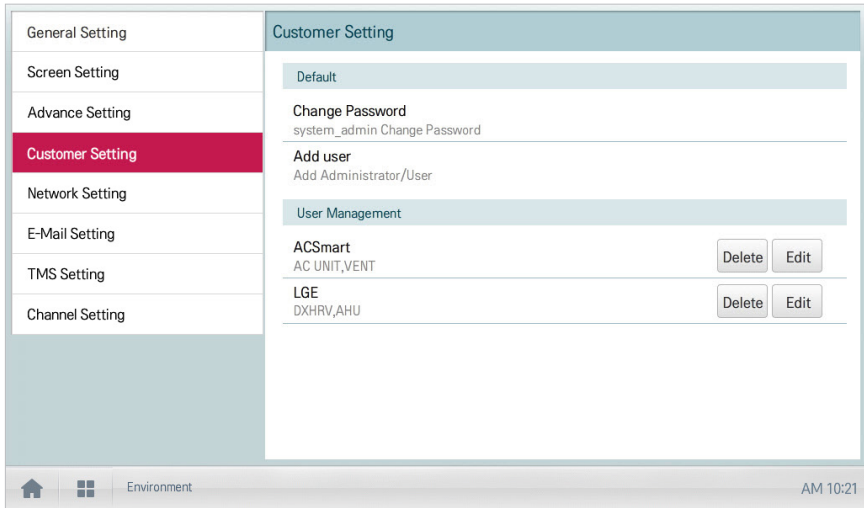 General Setting
Screen Setting
Advance Setting
Customer Setting
Network Setting
E-Mail Setting
TMS Setting
Channel Setting
Customer Setting
Default
Change Password
system_admin Change Password
Add user
Add Administrator/User
User Management
ACSmart
AC UNIT,VENT
Delete Edit
LGE
DXHRV,AHU
Delete Edit
Environment
AM 10:21